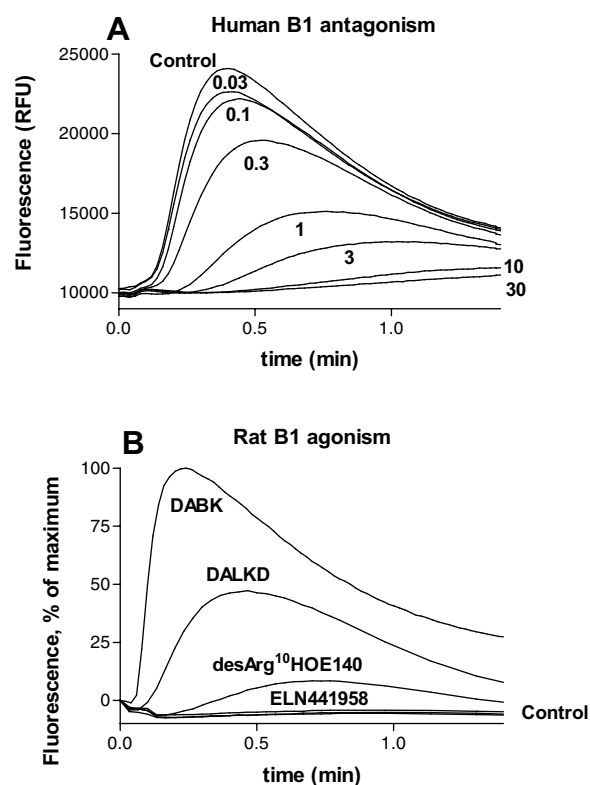 A Human B1 antagonism
Fluorescence (RFU)
25000
20000
15000
10000
Control
0.03
0.1
0.3
1
3
10
30
0.0 0.5 1.0
time (min)
B Rat B1 agonism
Fluorescence, % of maximum
100
75
50
25
0
DABK
DALKD
desArg¹⁰HOE140
ELN441958
Control
0.0 0.5 1.0
time (min)